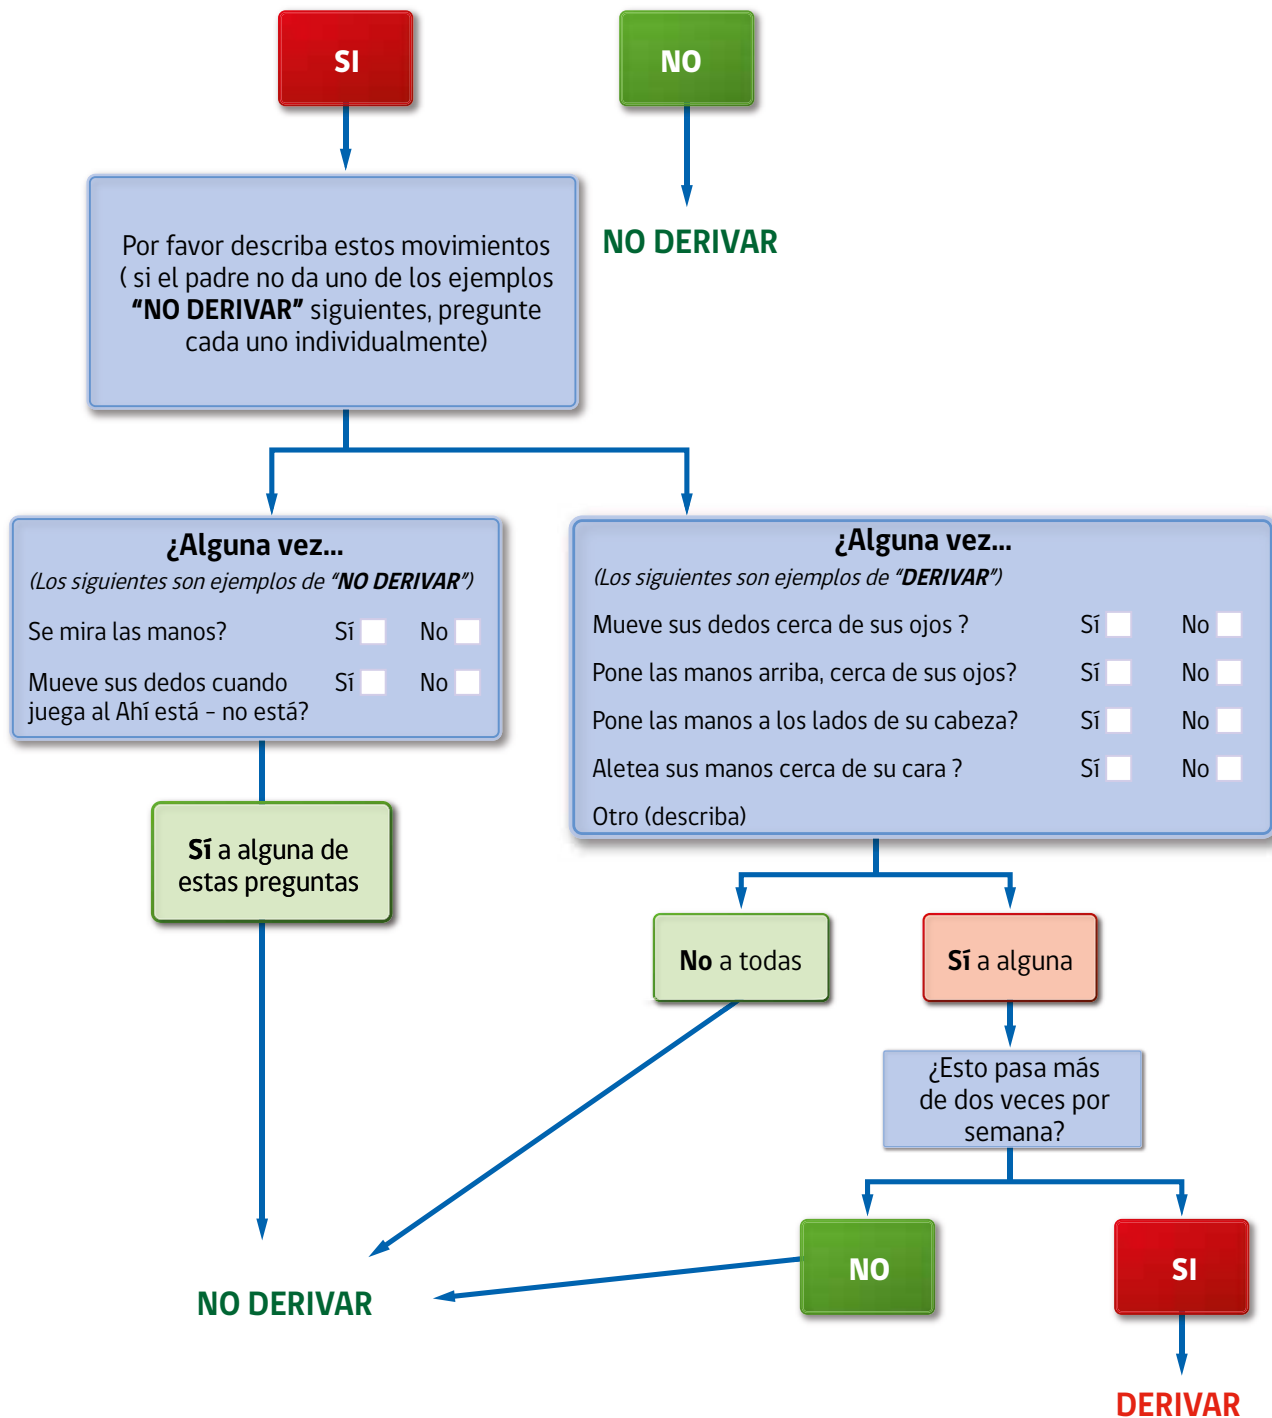 SI
NO
NO DERIVAR
Por favor describa estos movimientos
( si el padre no da uno de los ejemplos
“NO DERIVAR” siguientes, pregunte
cada uno individualmente)
¿Alguna vez...
(Los siguientes son ejemplos de “NO DERIVAR”)
Se mira las manos? Sí No
Mueve sus dedos cuando Sí No
juega al Ahí está – no está?
¿Alguna vez...
(Los siguientes son ejemplos de “DERIVAR”)
Mueve sus dedos cerca de sus ojos ? Sí No
Pone las manos arriba, cerca de sus ojos? Sí No
Pone las manos a los lados de su cabeza? Sí No
Aletea sus manos cerca de su cara ? Sí No
Otro (describa)
Sí a alguna de
estas preguntas
No a todas
Sí a alguna
¿Esto pasa más
de dos veces por
semana?
NO
SI
NO DERIVAR
DERIVAR